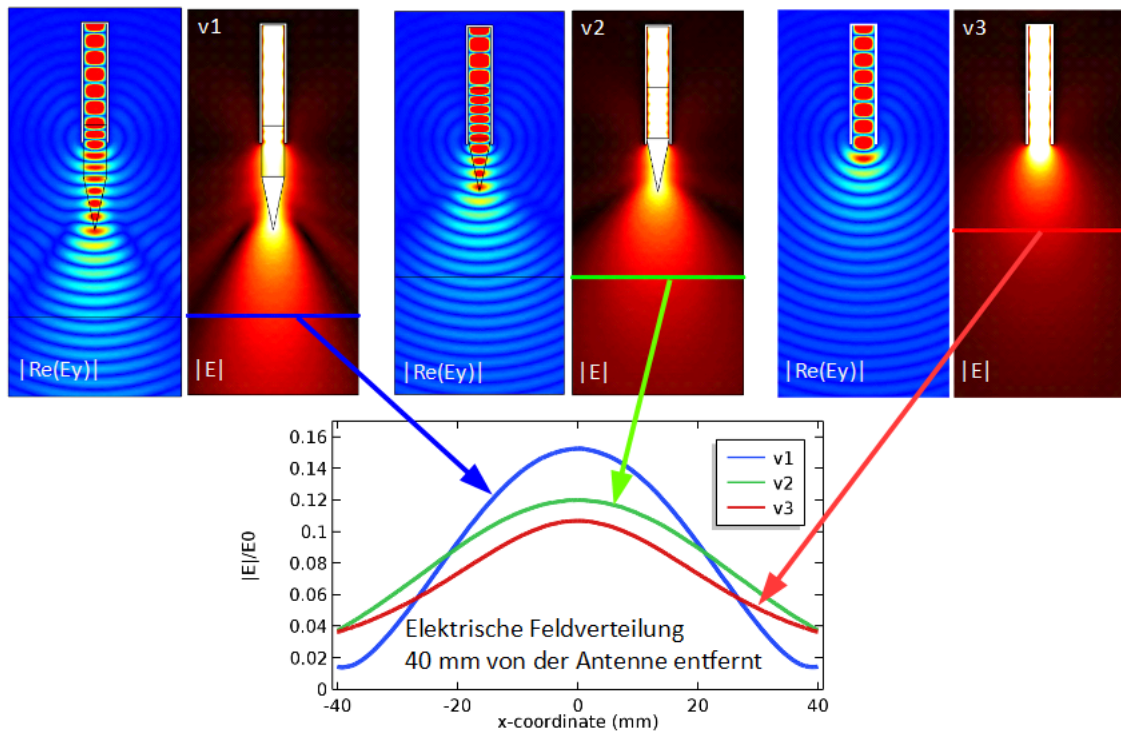 v1
v2
v3
|Re(Ey)|
|E|
|Re(Ey)|
|E|
|Re(Ey)|
|E|
0.16
0.14
0.12
0.1
0.08
0.06
0.04
0.02
0
|E|/E0
v1
v2
v3
Elektrische Feldverteilung
40 mm von der Antenne entfernt
-40
-20
0
20
40
x-coordinate (mm)